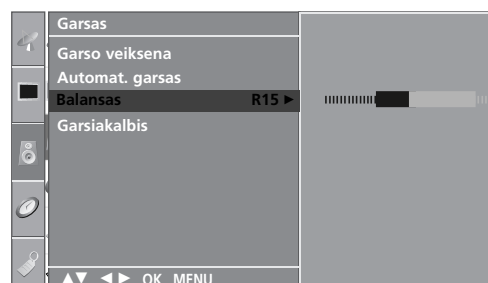 Garsas
Garso veiksena
Automat. garsas
Balansas R15 ►
Garsiakalbis
▲▼ ◄► OK MENU